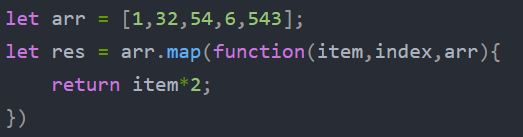 let arr = [1,32,54,6,543];
let res = arr.map(function(item,index,arr){
    return item*2;
})